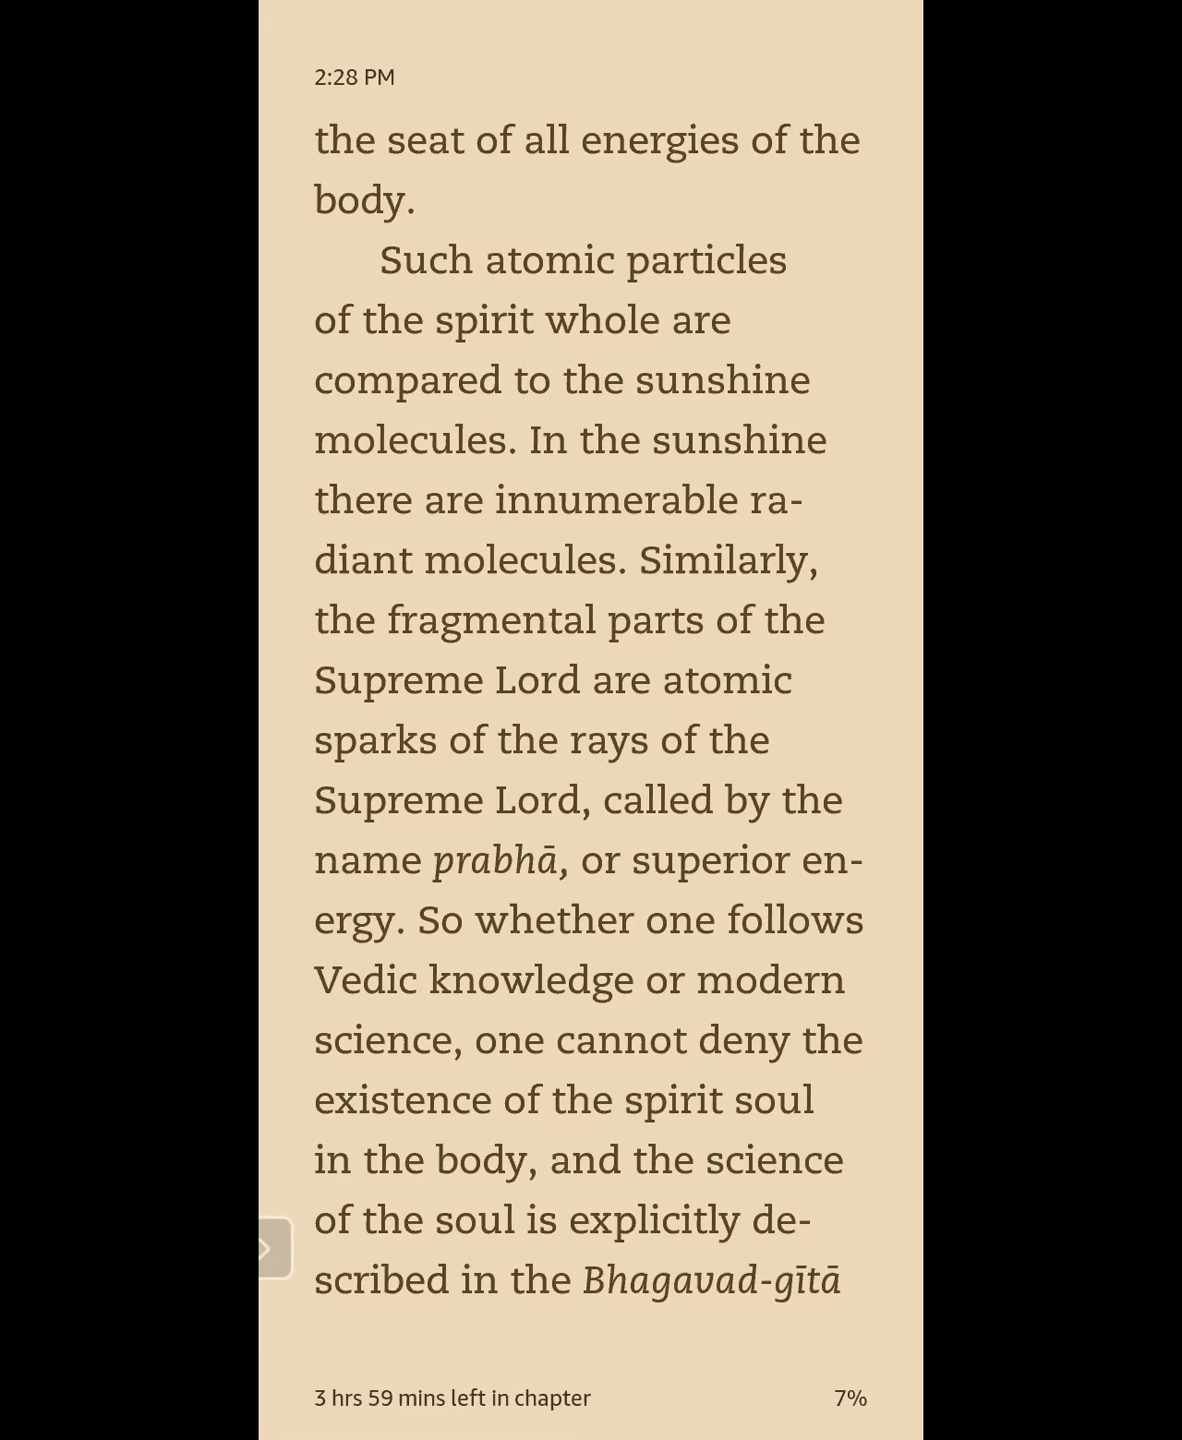 2:28 PM
the seat of all energies of the
body.
Such atomic particles
of the spirit whole are
compared to the sunshine
molecules. In the sunshine
there are innumerable ra-
diant molecules. Similarly,
the fragmental parts of the
Supreme Lord are atomic
sparks of the rays of the
Supreme Lord, called by the
name prabhā, or superior en-
ergy. So whether one follows
Vedic knowledge or modern
science, one cannot deny the
existence of the spirit soul
in the body, and the science
of the soul is explicitly de-
scribed in the Bhagavad-gītā
3 hrs 59 mins left in chapter 7%